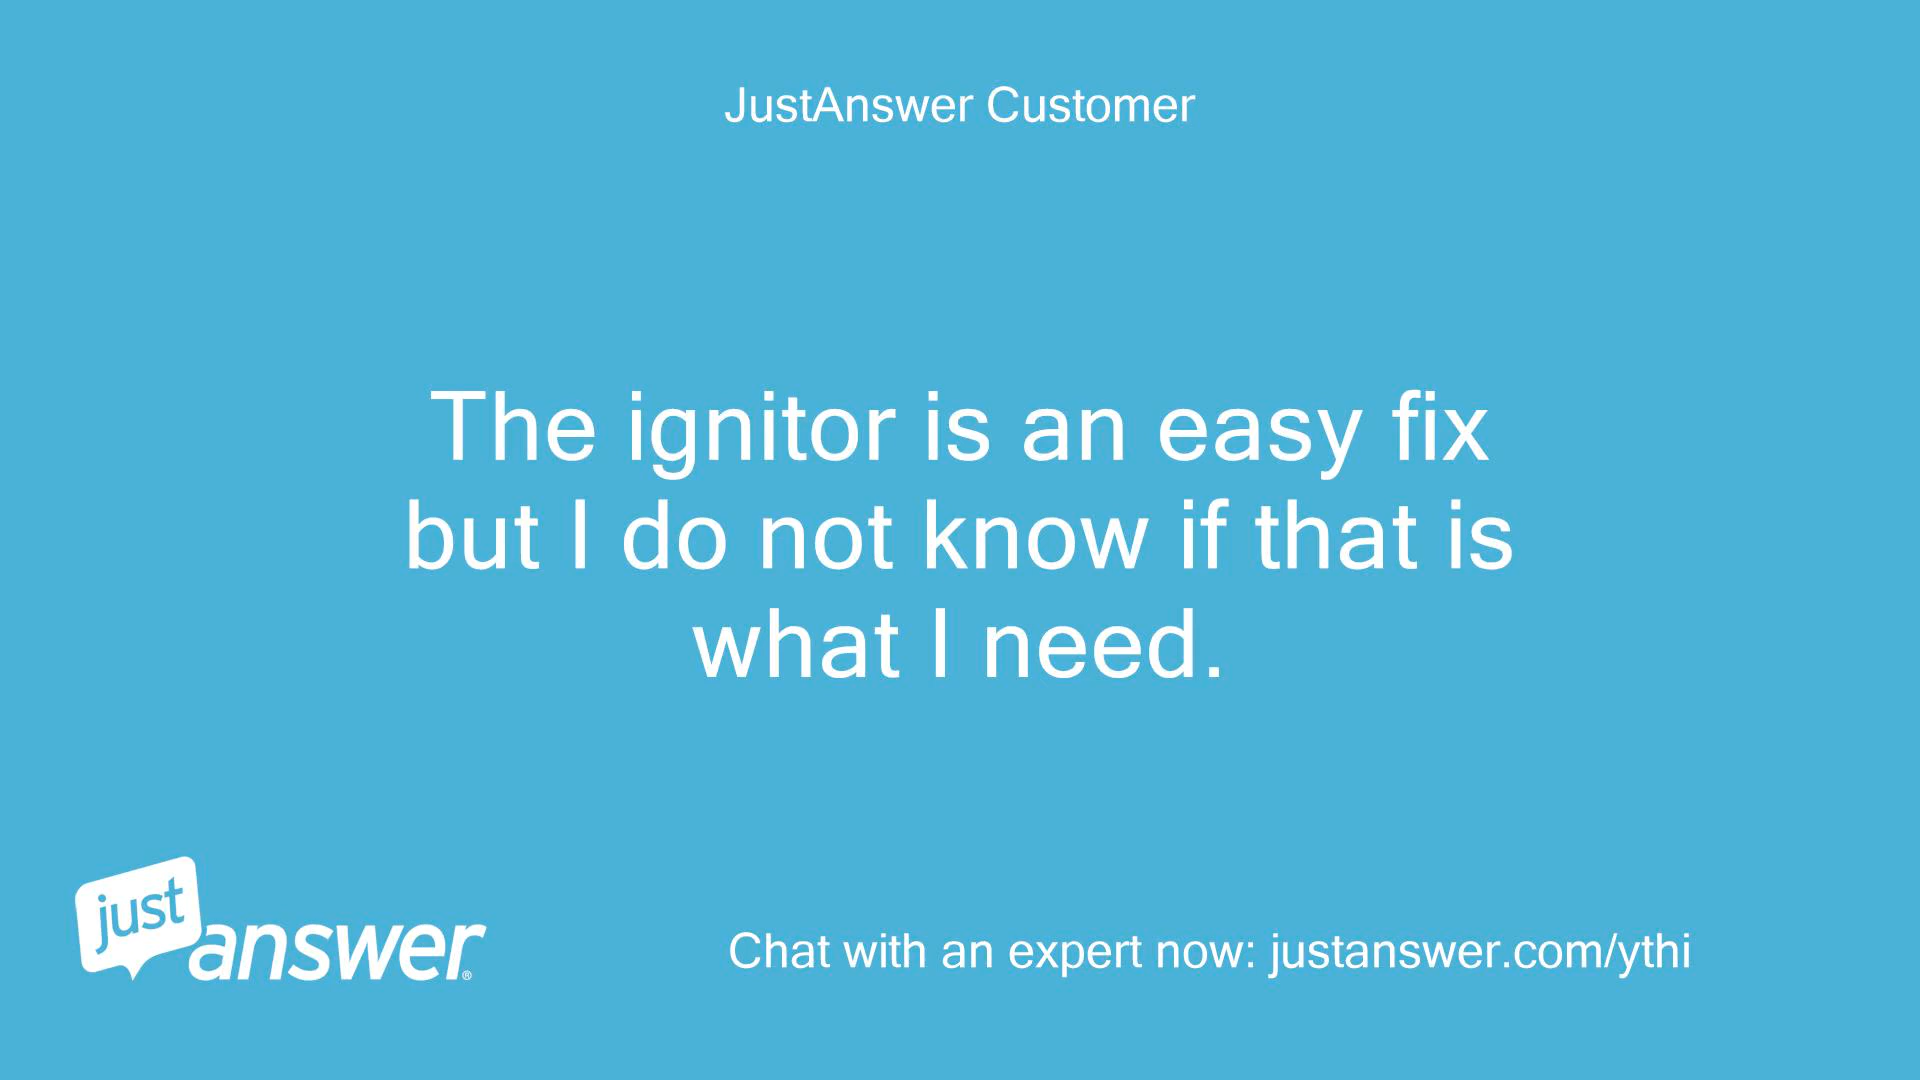 JustAnswer Customer
The ignitor is an easy fix
but I do not know if that is
what I need.
just
answer®
Chat with an expert now: justanswer.com/ythi